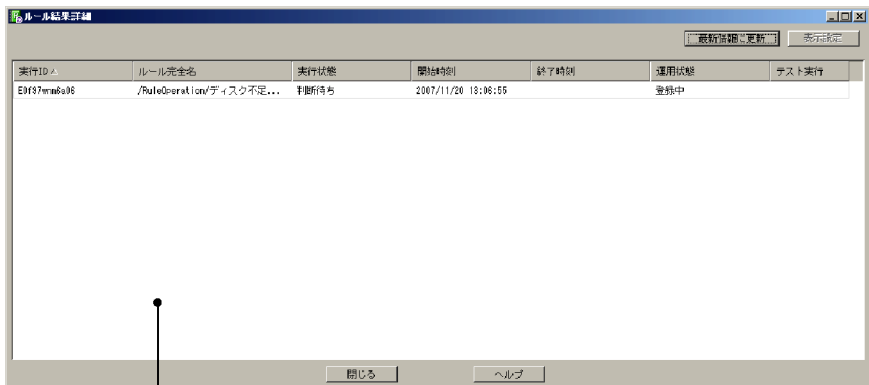 ルール結果詳細
最新情報に更新 表示設定
実行ID△ ルール完全名 実行状態 開始時刻 終了時刻 運用状態 テスト実行
/RuleOperation/ディスク不足... 判断待ち 2007/11/20 18:06:55 登録中
閉じる ヘルプ